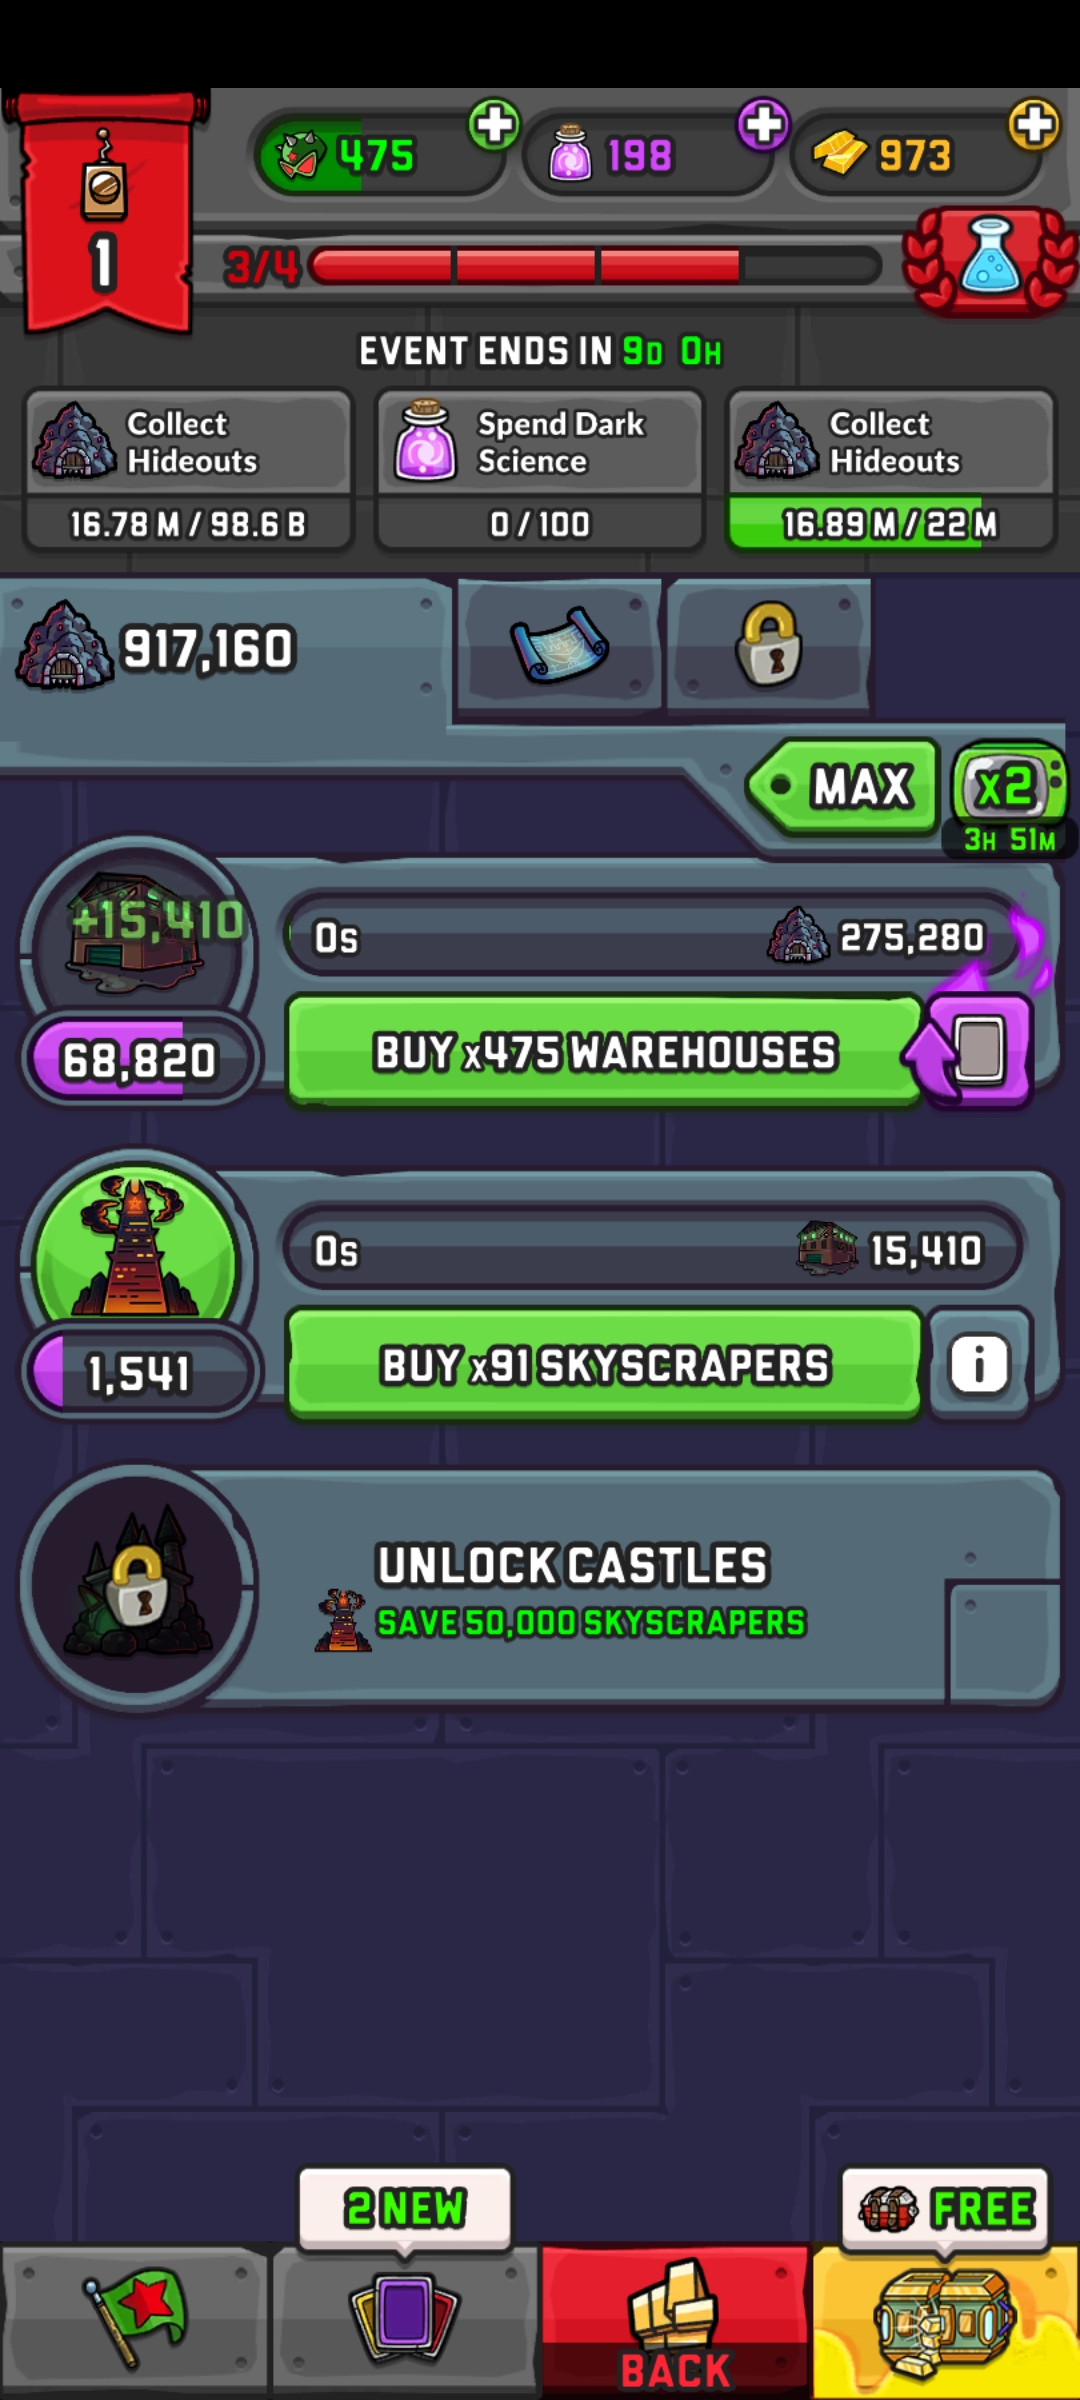 475
198
973
1
3/4
EVENT ENDS IN 9D 0H
Collect
Hideouts
16.78 M / 98.6 B
Spend Dark
Science
0 / 100
Collect
Hideouts
16.89 M / 22 M
917,160
MAX
x2
3H 51M
+15,410
0s
275,280
68,820
BUY x475 WAREHOUSES
0s
15,410
1,541
BUY x91 SKYSCRAPERS
i
UNLOCK CASTLES
SAVE 50,000 SKYSCRAPERS
2 NEW
FREE
BACK